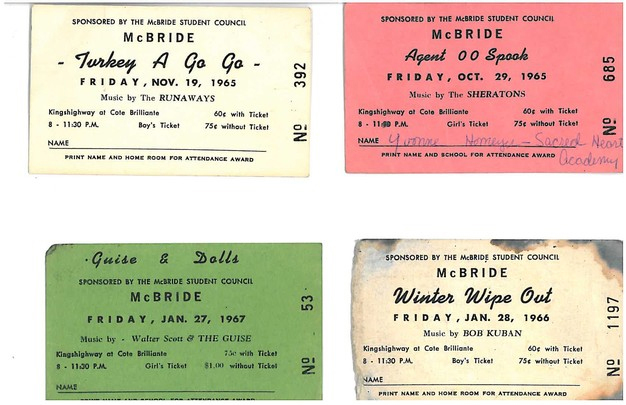 SPONSORED BY THE McBRIDE STUDENT COUNCIL
McBRIDE
- Turkey A Go Go -
FRIDAY, NOV. 19, 1965
Music by The RUNAWAYS
Kingshighway at Cote Brilliante 60¢ with Ticket
8 - 11:30 P.M. Boy's Ticket 75¢ without Ticket
NAME
PRINT NAME AND HOME ROOM FOR ATTENDANCE AWARD
No 392
SPONSORED BY THE McBRIDE STUDENT COUNCIL
McBRIDE
Agent 00 Spook
FRIDAY, OCT. 29, 1965
Music by The SHERATONS
Kingshighway at Cote Brilliante 60¢ with Ticket
8 - 11:30 P.M. Girl's Ticket 75¢ without Ticket
NAME Yvonne - Sacred Heart
Academy
PRINT NAME AND SCHOOL FOR ATTENDANCE AWARD
No 685
Guise & Dolls
SPONSORED BY THE McBRIDE STUDENT COUNCIL
McBRIDE
FRIDAY, JAN. 27, 1967
Music by - Walter Scott & THE GUISE
Kingshighway at Cote Brilliante 75c with Ticket
8 - 11:30 P.M. Girl's Ticket $1.00 without Ticket
NAME
PRINT NAME AND SCHOOL FOR ATTENDANCE AWARD
No 53
SPONSORED BY THE McBRIDE STUDENT COUNCIL
McBRIDE
Winter Wipe Out
FRIDAY, JAN. 28, 1966
Music by BOB KUBAN
Kingshighway at Cote Brilliante 60¢ with Ticket
8 - 11:30 P.M. Boy's Ticket 75¢ without Ticket
NAME
PRINT NAME AND HOME ROOM FOR ATTENDANCE AWARD
No 1197